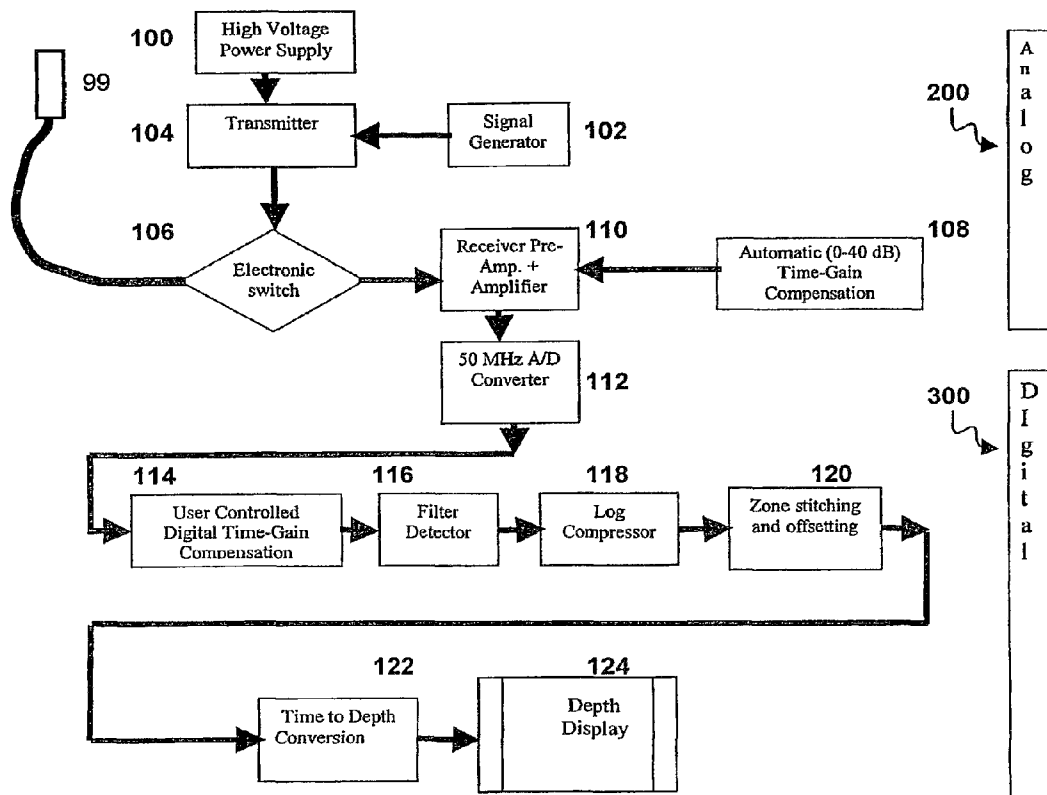 100
High Voltage
Power Supply
99
104
Transmitter
Signal
Generator
102
200
Analog
106
Electronic
switch
110
Receiver Pre-
Amp. +
Amplifier
108
Automatic (0-40 dB)
Time-Gain
Compensation
50 MHz A/D
Converter
112
300
DIgital
114
User Controlled
Digital Time-Gain
Compensation
116
Filter
Detector
118
Log
Compressor
120
Zone stitching
and offsetting
122
Time to Depth
Conversion
124
Depth
Display